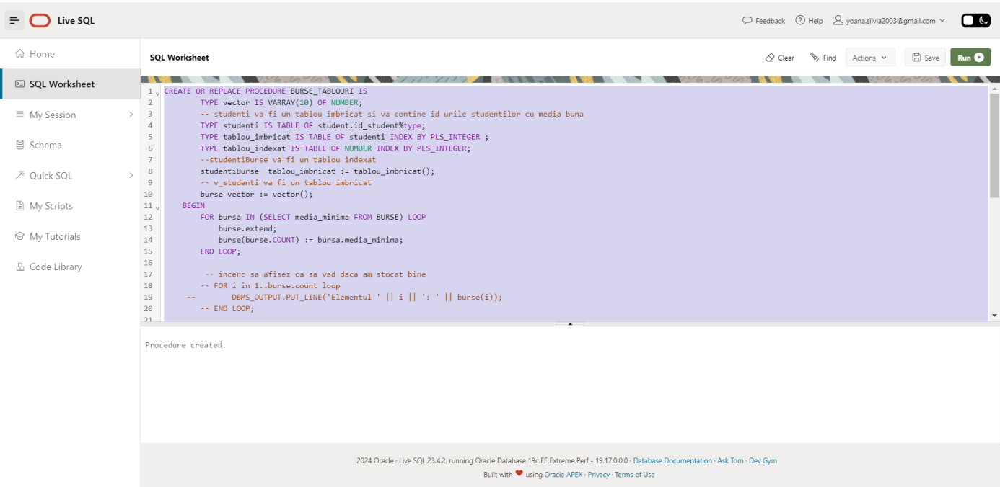 Live SQL
Feedback Help yoana.silvia2003@gmail.com
Home
SQL Worksheet
My Session
Schema
Quick SQL
My Scripts
My Tutorials
Code Library
SQL Worksheet
Clear Find Actions Save Run
1 CREATE OR REPLACE PROCEDURE BURSE_TABLOURI IS
2 TYPE vector IS VARRAY(10) OF NUMBER;
3 -- studenti va fi un tablou imbricat si va contine id urile studentilor cu media buna
4 TYPE studenti IS TABLE OF student.id_student%type;
5 TYPE tablou_imbricat IS TABLE OF studenti INDEX BY PLS_INTEGER ;
6 TYPE tablou_indexat IS TABLE OF NUMBER INDEX BY PLS_INTEGER;
7 --studentiBurse va fi un tablou indexat
8 studentiBurse  tablou_imbricat := tablou_imbricat();
9 -- v_studenti va fi un tablou imbricat
10 burse vector := vector();
11 BEGIN
12 FOR bursa IN (SELECT media_minima FROM BURSE) LOOP
13 burse.extend;
14 burse(burse.COUNT) := bursa.media_minima;
15 END LOOP;
16
17 -- incerc sa afisez ca sa vad daca am stocat bine
18 -- FOR i in 1..burse.count loop
19 -- DBMS_OUTPUT.PUT_LINE('Elementul ' || i || ': ' || burse(i));
20 -- END LOOP;
21
Procedure created.
2024 Oracle · Live SQL 23.4.2, running Oracle Database 19c EE Extreme Perf - 19.17.0.0.0 · Database Documentation · Ask Tom · Dev Gym
Built with ❤ using Oracle APEX · Privacy · Terms of Use